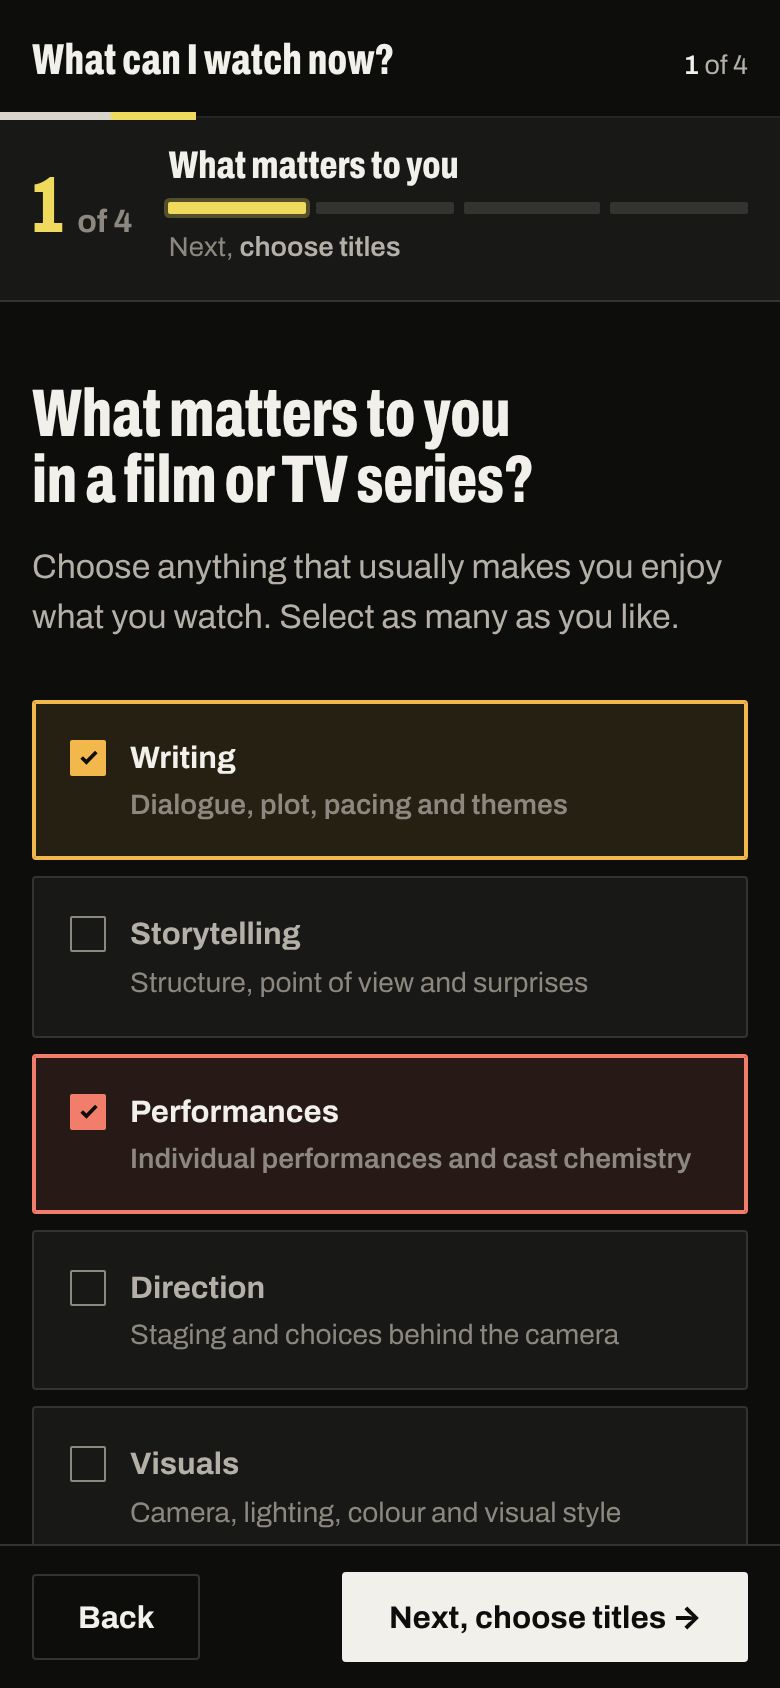 What can I watch now?
1 of 4
What matters to you
1 of 4
Next, choose titles
What matters to you
in a film or TV series?
Choose anything that usually makes you enjoy
what you watch. Select as many as you like.
Writing
Dialogue, plot, pacing and themes
Storytelling
Structure, point of view and surprises
Performances
Individual performances and cast chemistry
Direction
Staging and choices behind the camera
Visuals
Camera, lighting, colour and visual style
Back
Next, choose titles →